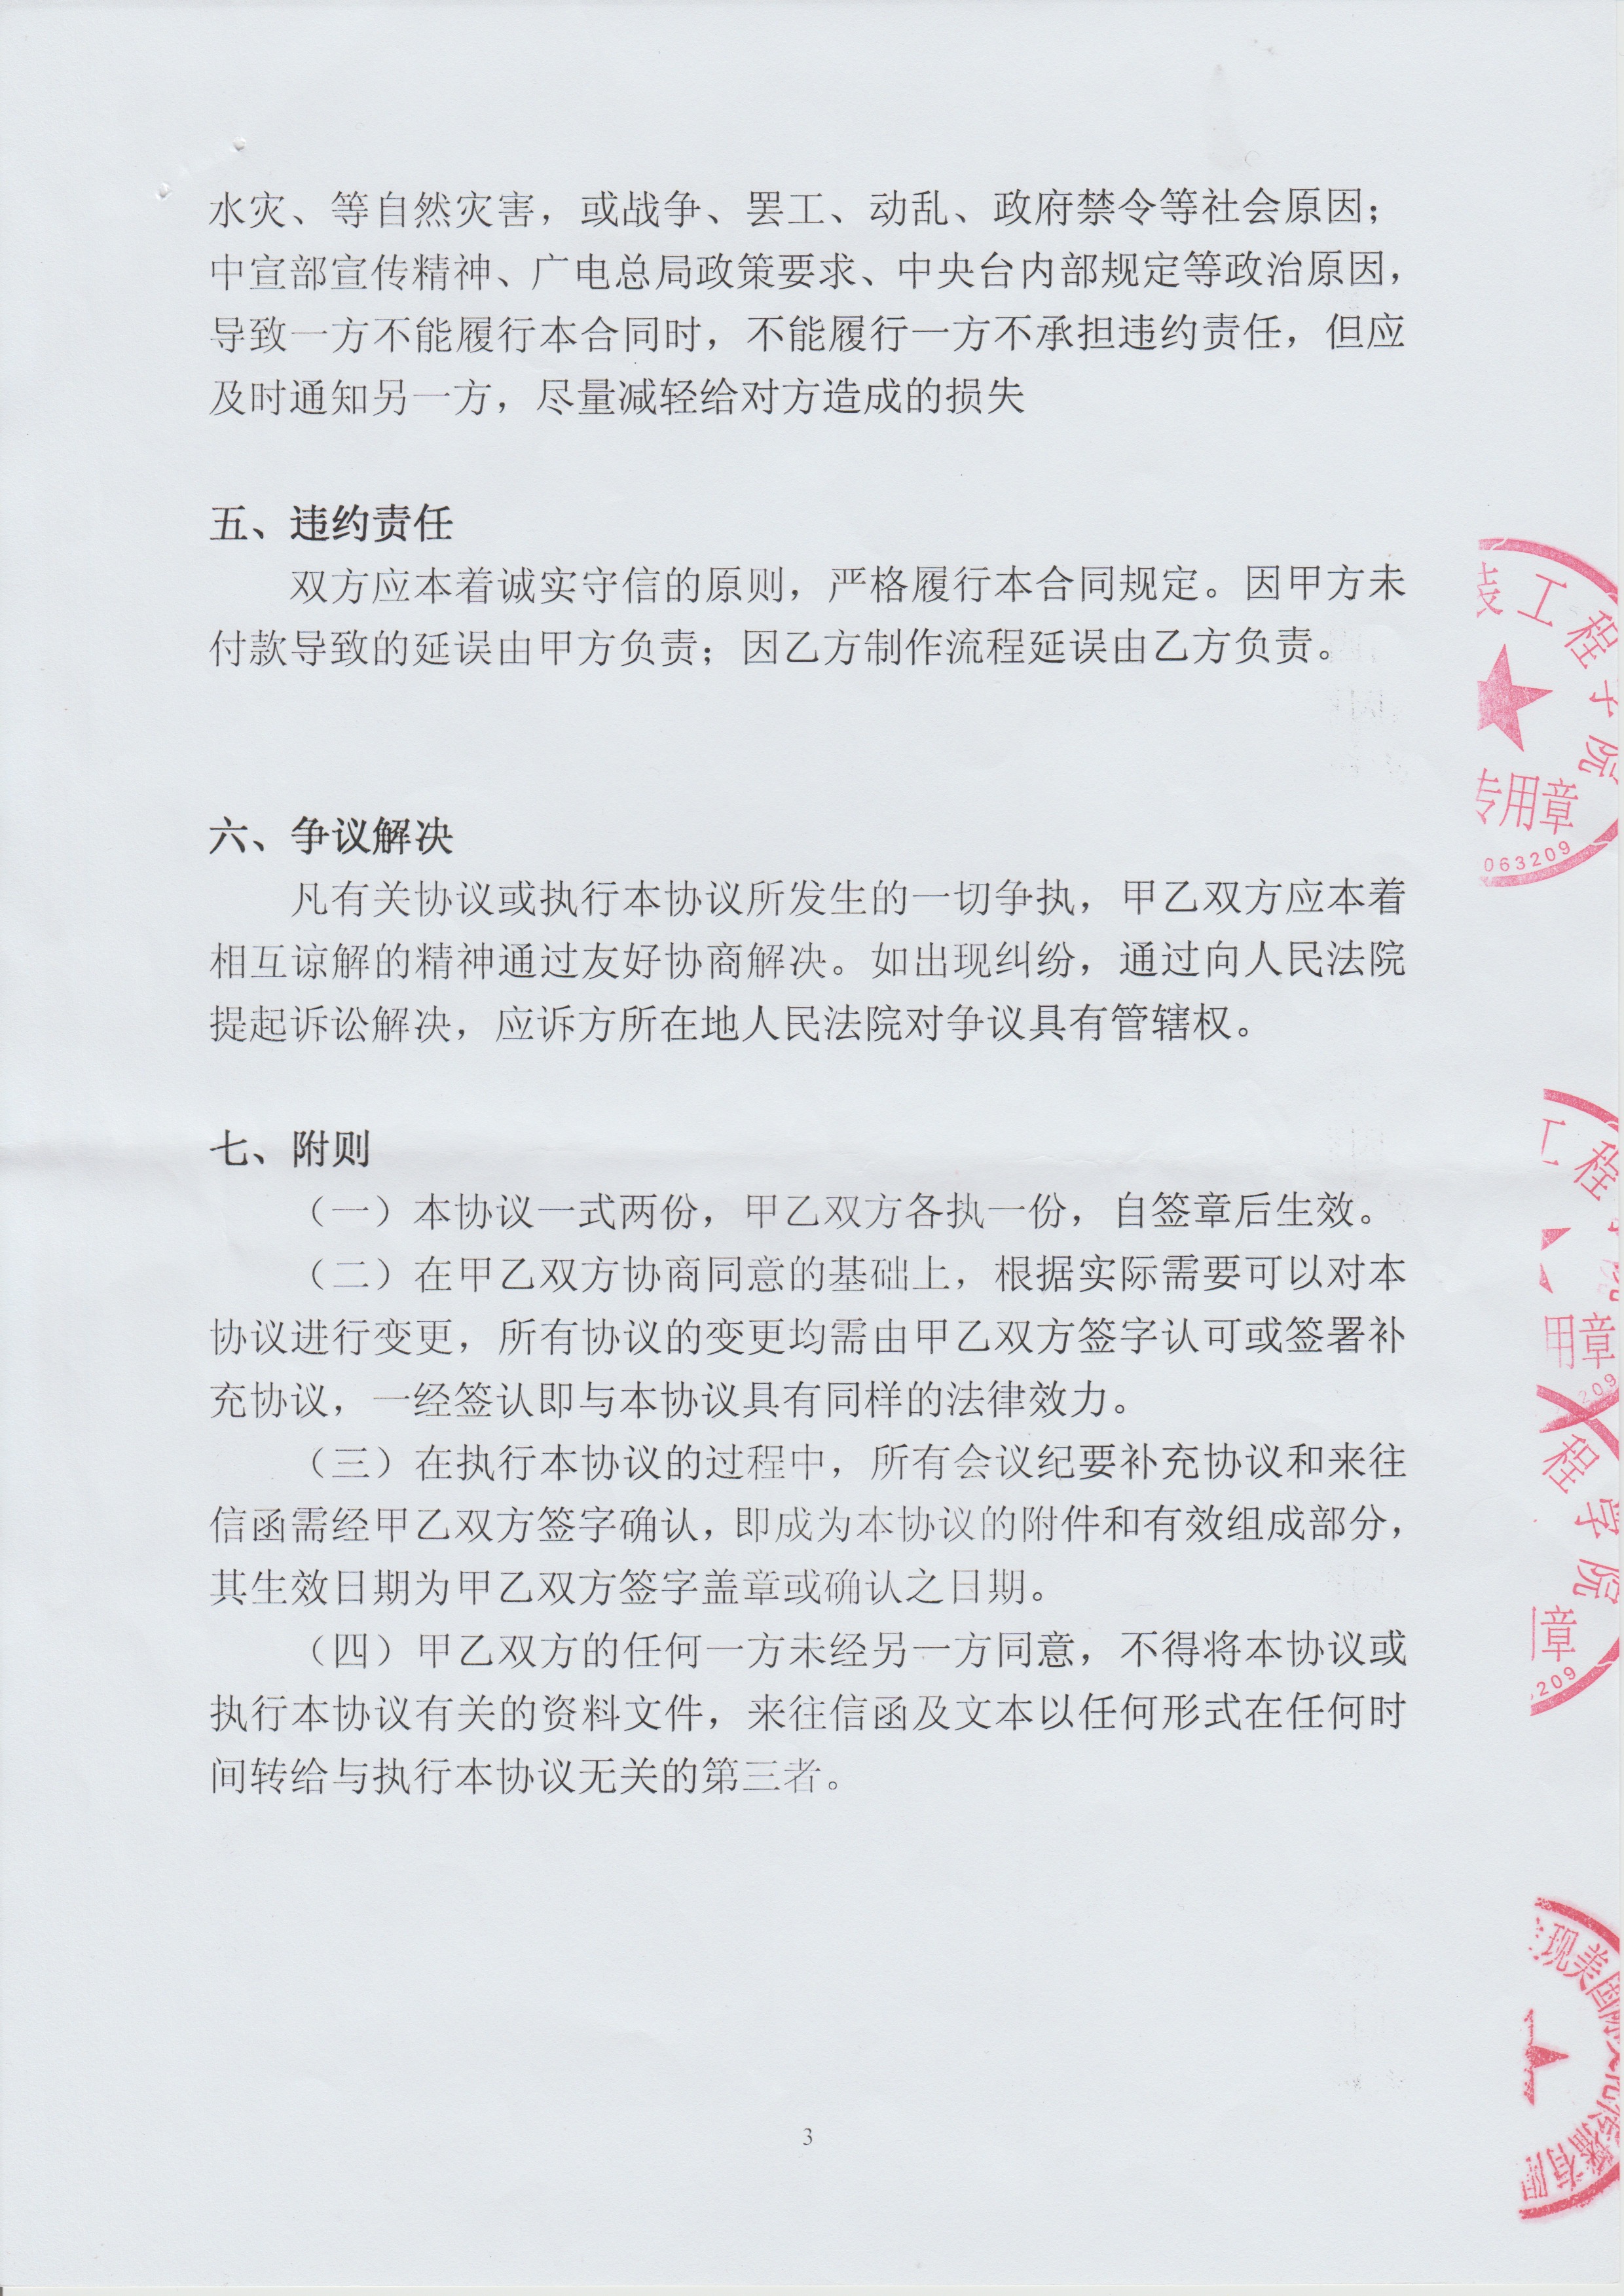 水灾、等自然灾害，或战争、罢工、动乱、政府禁令等社会原因；
中宣部宣传精神、广电总局政策要求、中央台内部规定等政治原因，
导致一方不能履行本合同时，不能履行一方不承担违约责任，但应
及时通知另一方，尽量减轻给对方造成的损失
五、违约责任
双方应本着诚实守信的原则，严格履行本合同规定。因甲方未
付款导致的延误由甲方负责；因乙方制作流程延误由乙方负责。
工程学院
专用章
063209
六、争议解决
凡有关协议或执行本协议所发生的一切争执，甲乙双方应本着
相互谅解的精神通过友好协商解决。如出现纠纷，通过向人民法院
提起诉讼解决，应诉方所在地人民法院对争议具有管辖权。
七、附则
（一）本协议一式两份，甲乙双方各执一份，自签章后生效。
（二）在甲乙双方协商同意的基础上，根据实际需要可以对本
协议进行变更，所有协议的变更均需由甲乙双方签字认可或签署补
充协议，一经签认即与本协议具有同样的法律效力。
（三）在执行本协议的过程中，所有会议纪要补充协议和来往
信函需经甲乙双方签字确认，即成为本协议的附件和有效组成部分，
其生效日期为甲乙双方签字盖章或确认之日期。
（四）甲乙双方的任何一方未经另一方同意，不得将本协议或
执行本协议有关的资料文件，来往信函及文本以任何形式在任何时
间转给与执行本协议无关的第三者。
工程
用章
209
程学院
章
209
现美国际文化传播有限
3